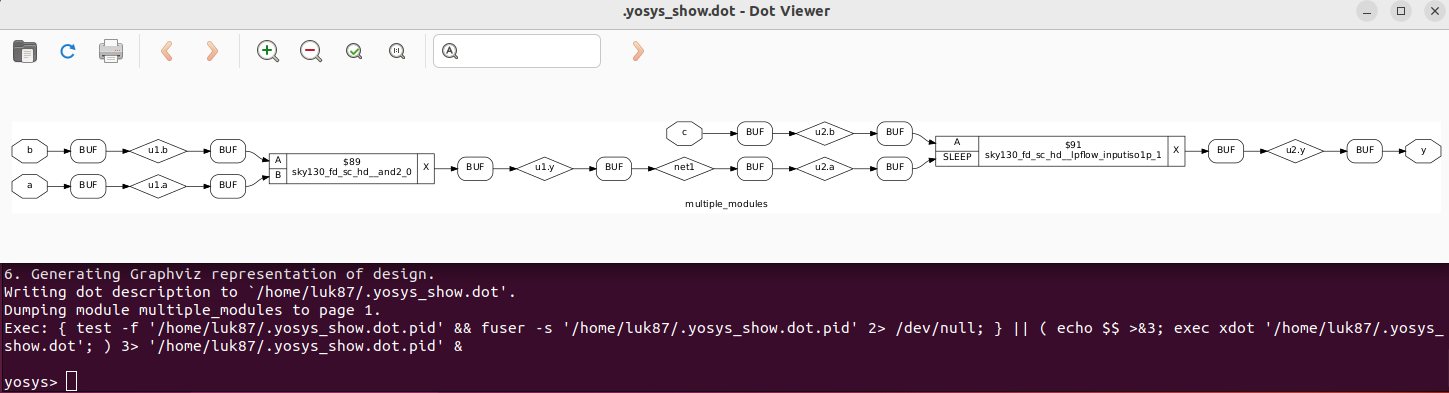 .yosys_show.dot - Dot Viewer
c BUF u2.b BUF
b BUF u1.b BUF
a BUF u1.a BUF
A
B
$89
sky130_fd_sc_hd__and2_0
X
BUF u1.y BUF net1 BUF u2.a BUF
A
SLEEP
$91
sky130_fd_sc_hd__lpflow_inputiso1p_1
X
BUF u2.y BUF y
multiple_modules
6. Generating Graphviz representation of design.
Writing dot description to `/home/luk87/.yosys_show.dot'.
Dumping module multiple_modules to page 1.
Exec: { test -f '/home/luk87/.yosys_show.dot.pid' && fuser -s '/home/luk87/.yosys_show.dot.pid' 2> /dev/null; } || ( echo $$ >&3; exec xdot '/home/luk87/.yosys_
show.dot'; ) 3> '/home/luk87/.yosys_show.dot.pid' &
yosys>